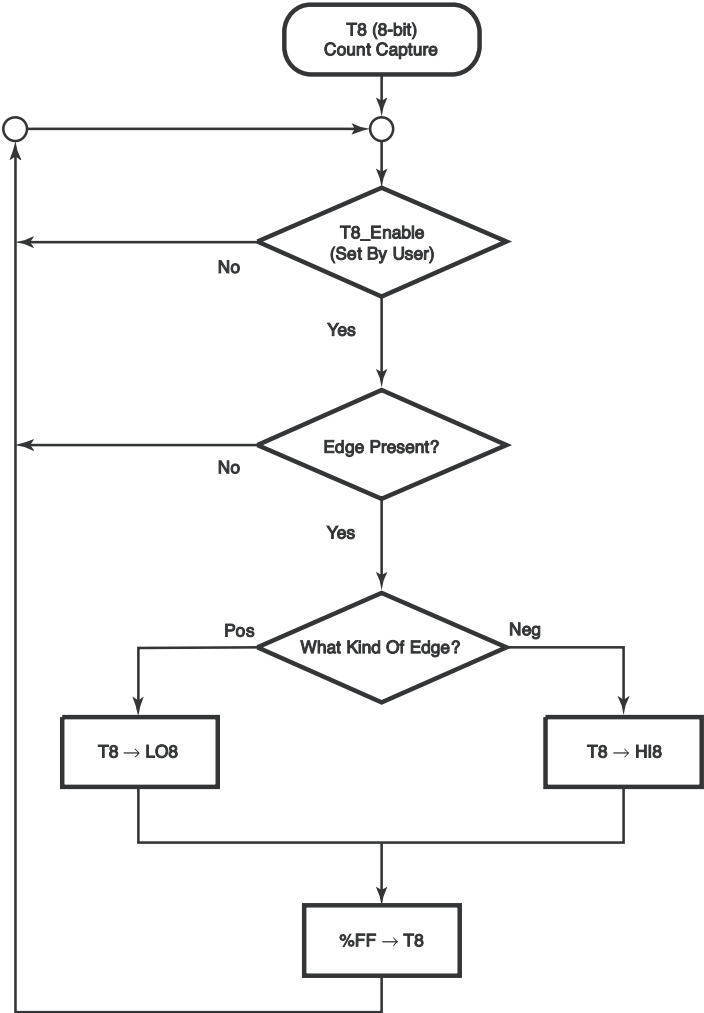 T8 (8-bit)
Count Capture
T8_Enable
(Set By User)
No
Yes
Edge Present?
No
Yes
Pos
What Kind Of Edge?
Neg
T8 → LO8
T8 → HI8
%FF → T8